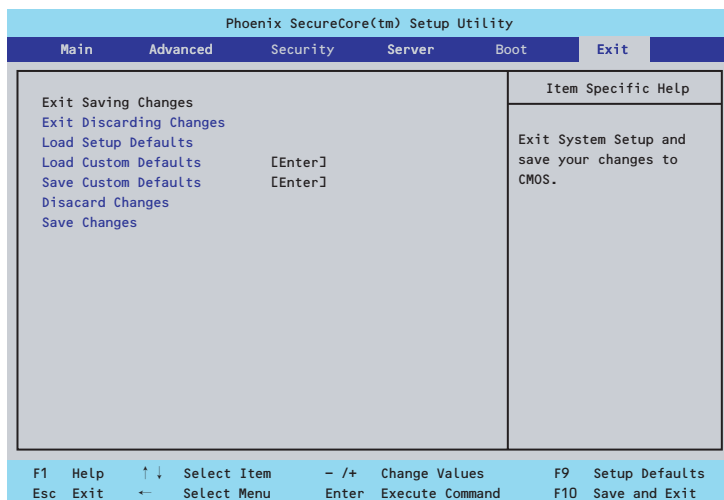 Phoenix SecureCore(tm) Setup Utility
Main Advanced Security Server Boot Exit
Item Specific Help
Exit Saving Changes
Exit Discarding Changes
Load Setup Defaults
Load Custom Defaults [Enter]
Save Custom Defaults [Enter]
Disacard Changes
Save Changes
Exit System Setup and
save your changes to
CMOS.
F1 Help ↑↓ Select Item - /+ Change Values F9 Setup Defaults
Esc Exit ← Select Menu Enter Execute Command F10 Save and Exit